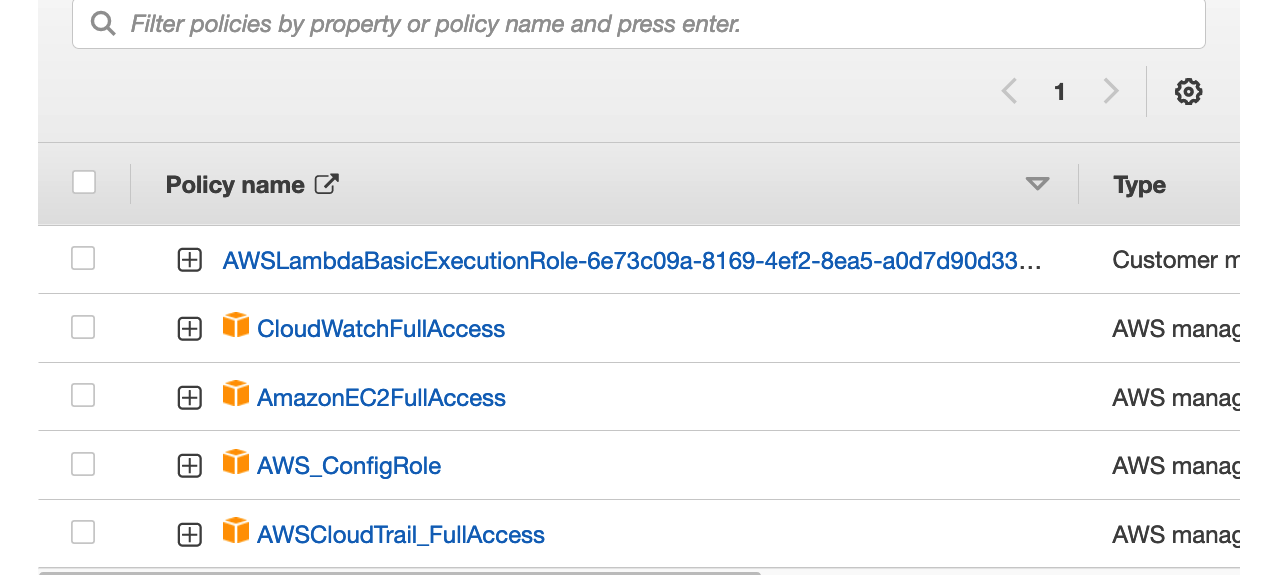 Filter policies by property or policy name and press enter.
1
Policy name Type
AWSLambdaBasicExecutionRole-6e73c09a-8169-4ef2-8ea5-a0d7d90d33... Customer m
CloudWatchFullAccess AWS manag
AmazonEC2FullAccess AWS manag
AWS_ConfigRole AWS manag
AWSCloudTrail_FullAccess AWS manag